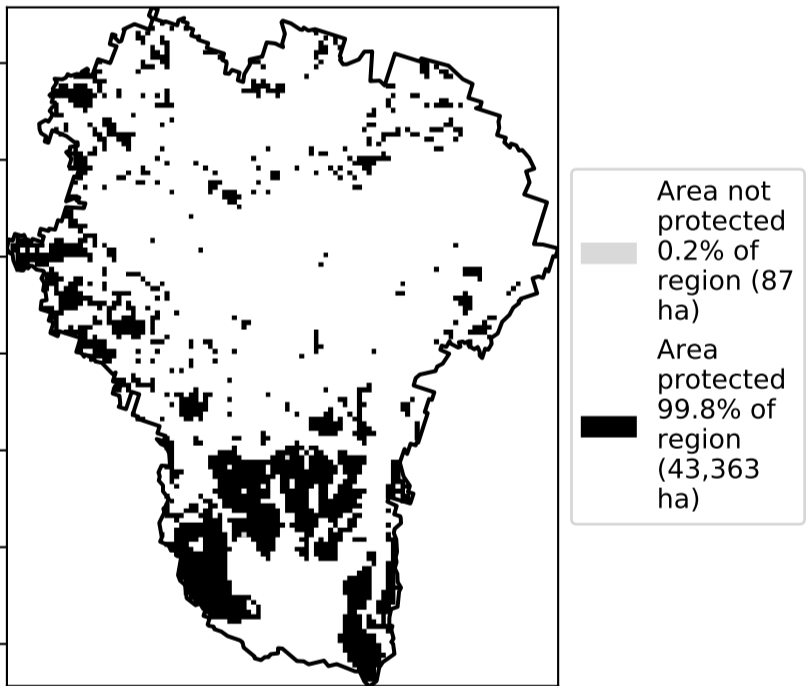 Area not
protected
0.2% of
region (87
ha)
Area
protected
99.8% of
region
(43,363
ha)